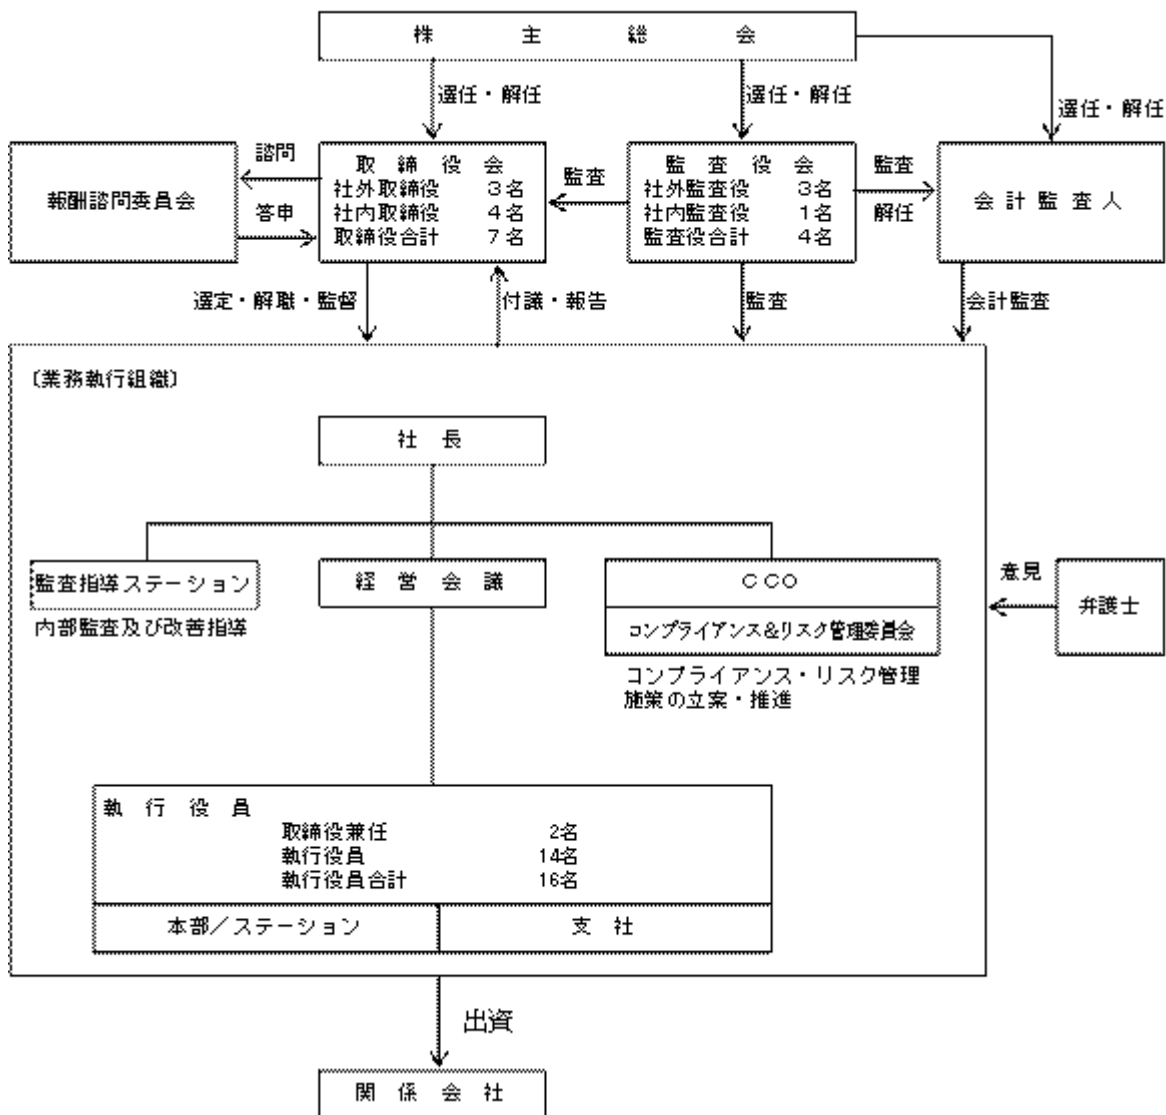 株主総会
選任・解任
選任・解任
選任・解任
報酬諮問委員会
諮問
答申
取締役会
社外取締役 3名
社内取締役 4名
取締役合計 7名
監査
監査役会
社外監査役 3名
社内監査役 1名
監査役合計 4名
監査
解任
会計監査人
選定・解職・監督
付議・報告
監査
会計監査
〔業務執行組織〕
社長
監査指導ステーション
内部監査及び改善指導
経営会議
CCO
コンプライアンス&リスク管理委員会
コンプライアンス・リスク管理
施策の立案・推進
意見
弁護士
執行役員
取締役兼任 2名
執行役員 14名
執行役員合計 16名
本部/ステーション
支社
出資
関係会社